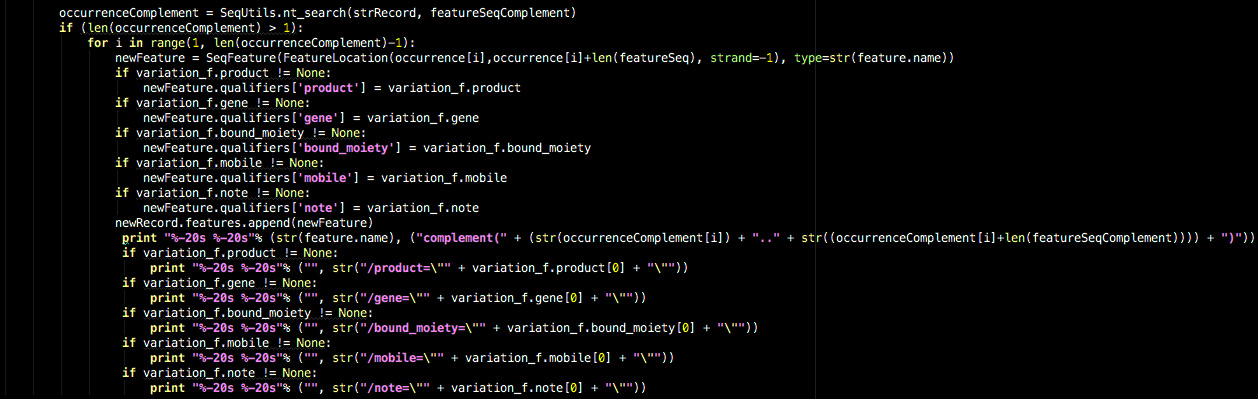 occurrenceComplement = SeqUtils.nt_search(strRecord, featureSeqComplement)
if (len(occurrenceComplement) > 1):
    for i in range(1, len(occurrenceComplement)-1):
        newFeature = SeqFeature(FeatureLocation(occurrence[i],occurrence[i]+len(featureSeq), strand=-1), type=str(feature.name))
        if variation_f.product != None:
            newFeature.qualifiers['product'] = variation_f.product
        if variation_f.gene != None:
            newFeature.qualifiers['gene'] = variation_f.gene
        if variation_f.bound_moiety != None:
            newFeature.qualifiers['bound_moiety'] = variation_f.bound_moiety
        if variation_f.mobile != None:
            newFeature.qualifiers['mobile'] = variation_f.mobile
        if variation_f.note != None:
            newFeature.qualifiers['note'] = variation_f.note
        newRecord.features.append(newFeature)
         print "%-20s %-20s"% (str(feature.name), ("complement(" + (str(occurrenceComplement[i]) + ".." + str((occurrenceComplement[i]+len(featureSeqComplement)))) + ")"))
         if variation_f.product != None:
             print "%-20s %-20s"% ("", str("/product=\"" + variation_f.product[0] + "\""))
         if variation_f.gene != None:
             print "%-20s %-20s"% ("", str("/gene=\"" + variation_f.gene[0] + "\""))
         if variation_f.bound_moiety != None:
             print "%-20s %-20s"% ("", str("/bound_moiety=\"" + variation_f.bound_moiety[0] + "\""))
         if variation_f.mobile != None:
             print "%-20s %-20s"% ("", str("/mobile=\"" + variation_f.mobile[0] + "\""))
         if variation_f.note != None:
             print "%-20s %-20s"% ("", str("/note=\"" + variation_f.note[0] + "\""))